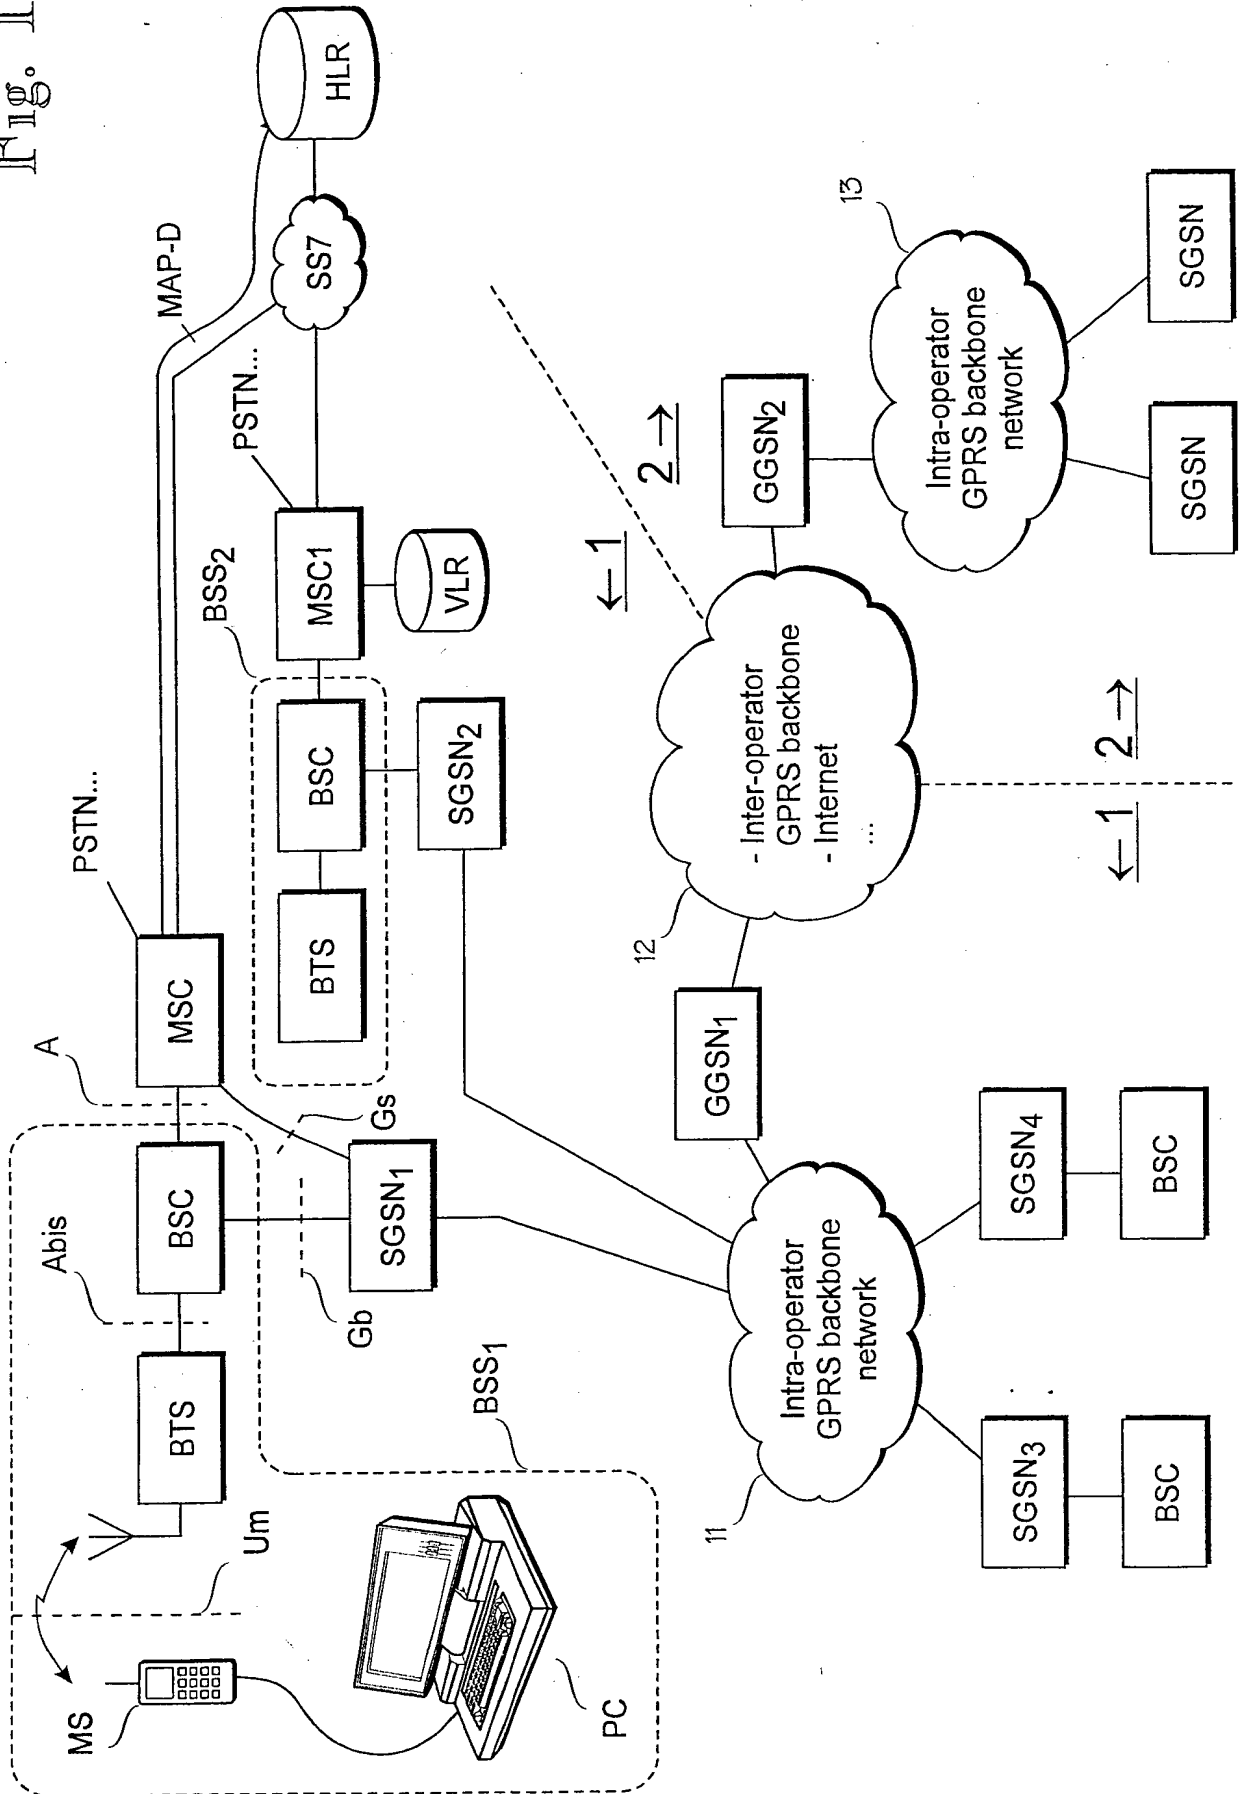 Fig. 1
MS
Um
PC
BTS
Abis
BSC
A
MSC
PSTN...
MAP-D
HLR
SS7
Gb
Gs
SGSN1
BSS1
BTS
BSC
BSS2
MSC1
PSTN...
VLR
SGSN2
11
Intra-operator
GPRS backbone
network
GGSN1
12
- Inter-operator
GPRS backbone
- Internet
...
←1
2→
←1
2→
GGSN2
13
Intra-operator
GPRS backbone
network
SGSN3
BSC
SGSN4
BSC
SGSN
SGSN